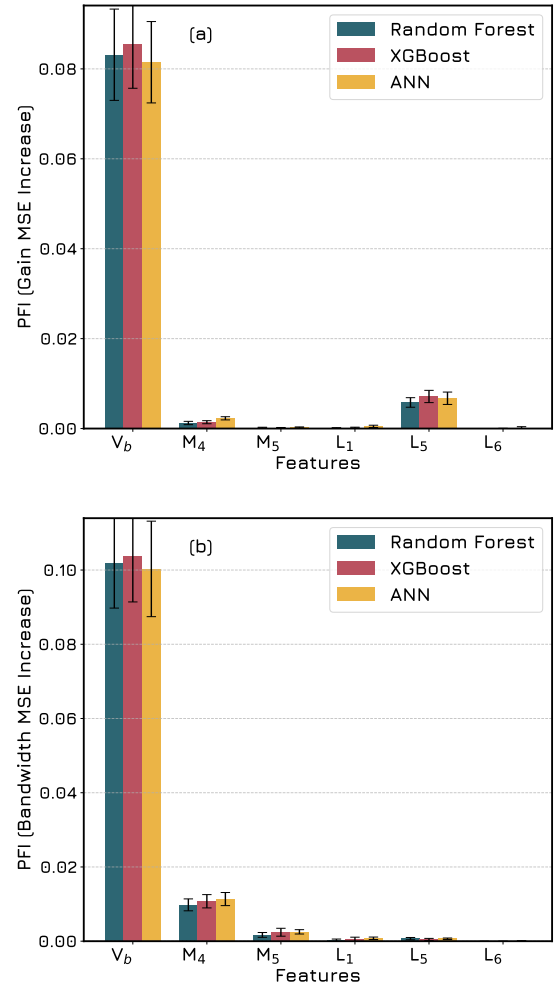 (a)
Random Forest
XGBoost
ANN
PFI (Gain MSE Increase)
0.08
0.06
0.04
0.02
0.00
V_b M_4 M_5 L_1 L_5 L_6
Features
(b)
Random Forest
XGBoost
ANN
PFI (Bandwidth MSE Increase)
0.10
0.08
0.06
0.04
0.02
0.00
V_b M_4 M_5 L_1 L_5 L_6
Features